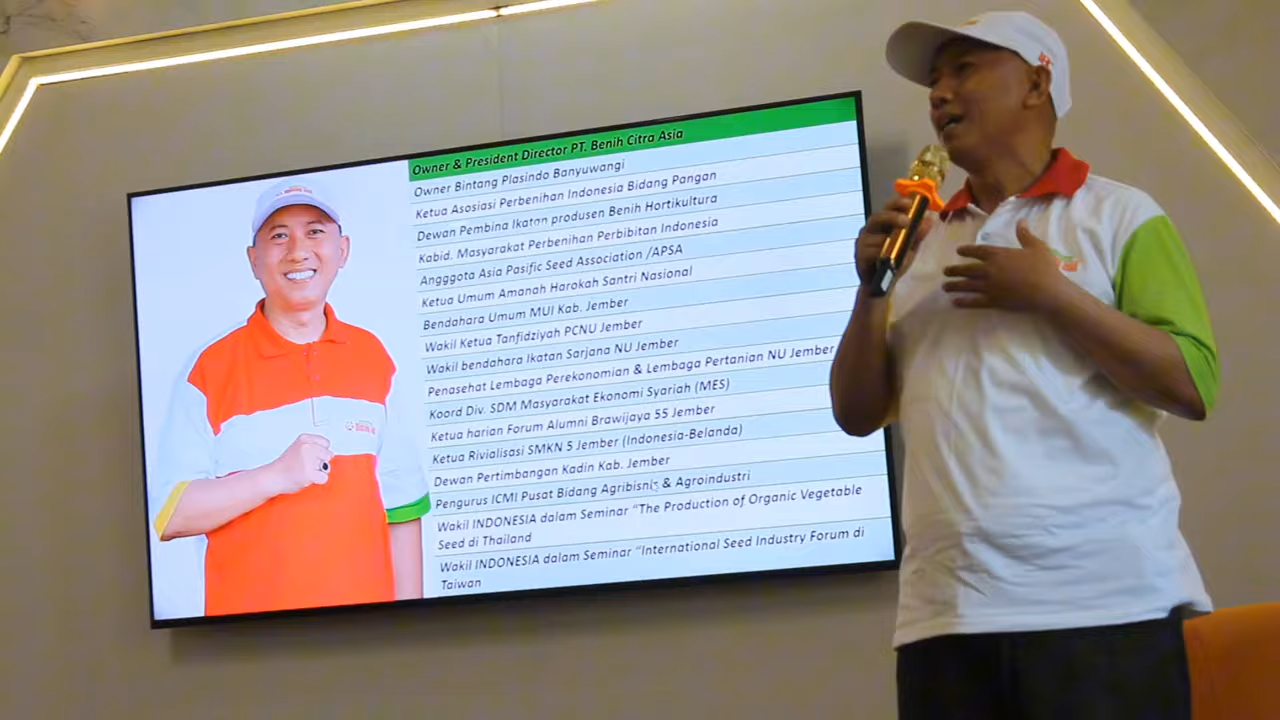 Owner & President Director PT. Benih Citra Asia
Owner Bintang Plasindo Banyuwangi
Ketua Asosiasi Perbenihan Indonesia Bidang Pangan
Dewan Pembina Ikatan produsen Benih Hortikultura
Kabid. Masyarakat Perbenihan Perbibitan Indonesia
Angggota Asia Pasific Seed Association /APSA
Ketua Umum Amanah Harokah Santri Nasional
Bendahara Umum MUI Kab. Jember
Wakil Ketua Tanfidziyah PCNU Jember
Wakil bendahara Ikatan Sarjana NU Jember
Penasehat Lembaga Perekonomian & Lembaga Pertanian NU Jember
Koord Div. SDM Masyarakat Ekonomi Syariah (MES)
Ketua harian Forum Alumni Brawijaya 55 Jember
Ketua Rivialisasi SMKN 5 Jember (Indonesia-Belanda)
Dewan Pertimbangan Kadin Kab. Jember
Pengurus ICMI Pusat Bidang Agribisnis & Agroindustri
Wakil INDONESIA dalam Seminar “The Production of Organic Vegetable
Seed di Thailand
Wakil INDONESIA dalam Seminar “International Seed Industry Forum di
Taiwan